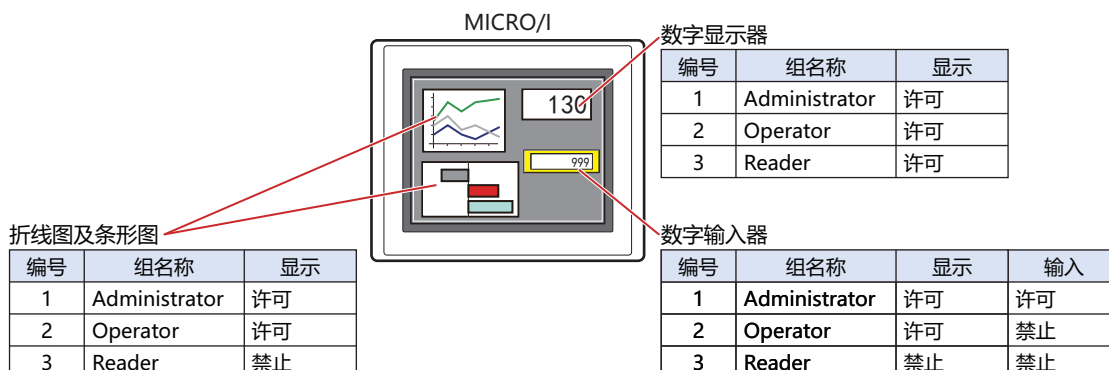 MICRO/I
数字显示器
编号 组名称 显示
1 Administrator 许可
2 Operator 许可
3 Reader 许可
130
999
折线图及条形图
编号 组名称 显示
1 Administrator 许可
2 Operator 许可
3 Reader 禁止
数字输入器
编号 组名称 显示 输入
1 Administrator 许可 许可
2 Operator 许可 禁止
3 Reader 禁止 禁止